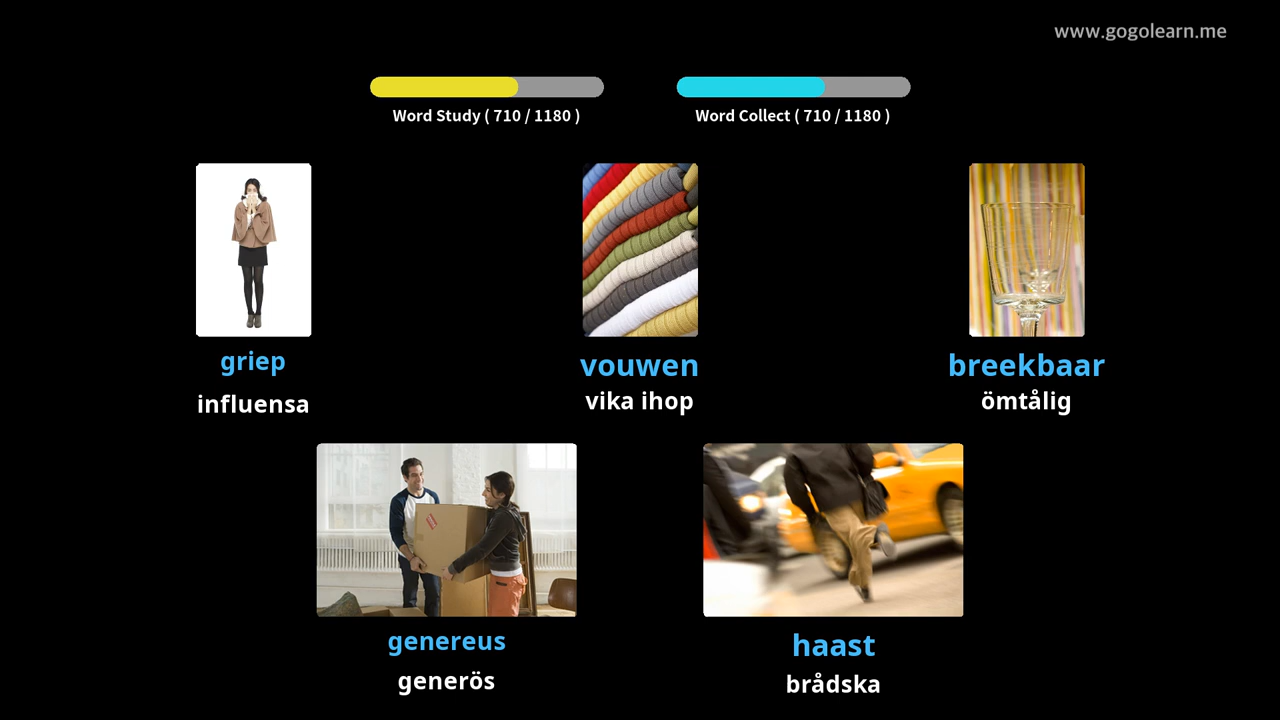 www.gogolearn.me
Word Study ( 710 / 1180 )
Word Collect ( 710 / 1180 )
griep
influensa
vouwen
vika ihop
breekbaar
ömtålig
genereus
generös
haast
brådska